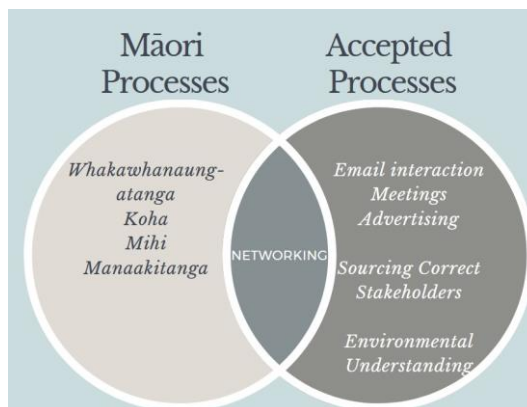 Māori
Processes
Whakawhanaung-
atanga
Koha
Mihi
Manaakitanga
NETWORKING
Accepted
Processes
Email interaction
Meetings
Advertising
Sourcing Correct
Stakeholders
Environmental
Understanding